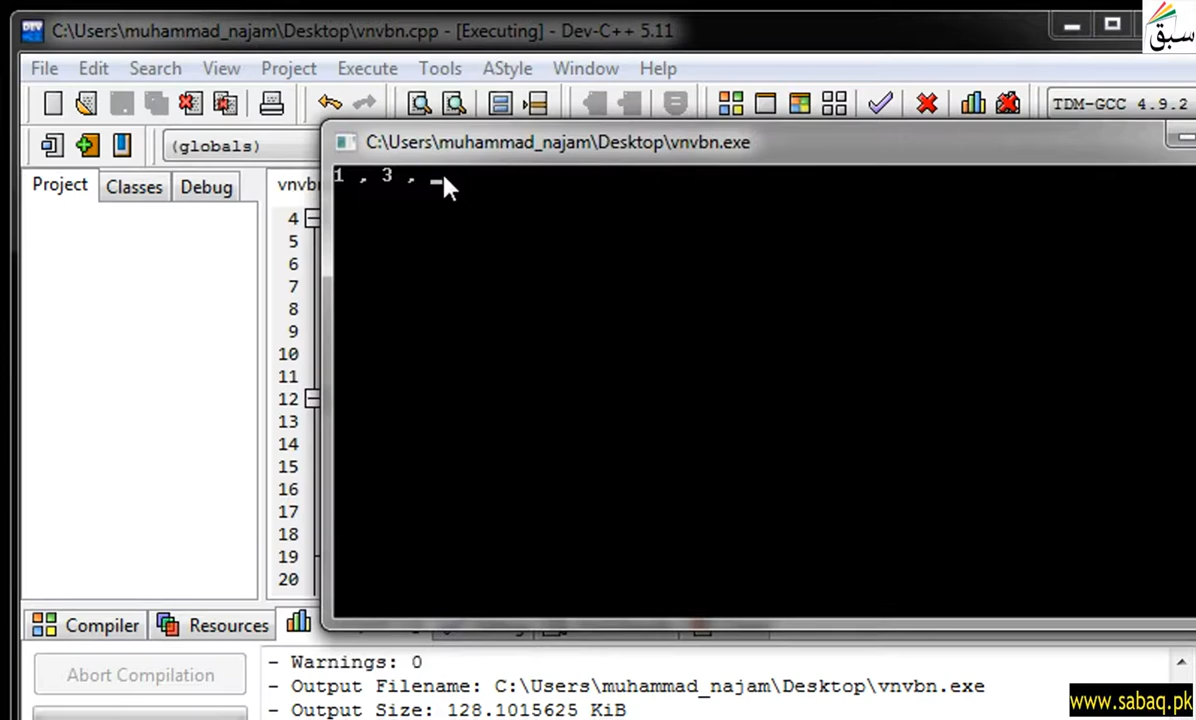 C:\Users\muhammad_najam\Desktop\vnvbn.cpp - [Executing] - Dev-C++ 5.11
سبق
File Edit Search View Project Execute Tools AStyle Window Help
TDM-GCC 4.9.2
(globals)
C:\Users\muhammad_najam\Desktop\vnvbn.exe
Project Classes Debug vnvbn
1 , 3 , _
4
5
6
7
8
9
10
11
12
13
14
15
16
17
18
19
20
Compiler Resources
Abort Compilation
- Warnings: 0
- Output Filename: C:\Users\muhammad_najam\Desktop\vnvbn.exe
- Output Size: 128.1015625 KiB
www.sabaq.pk